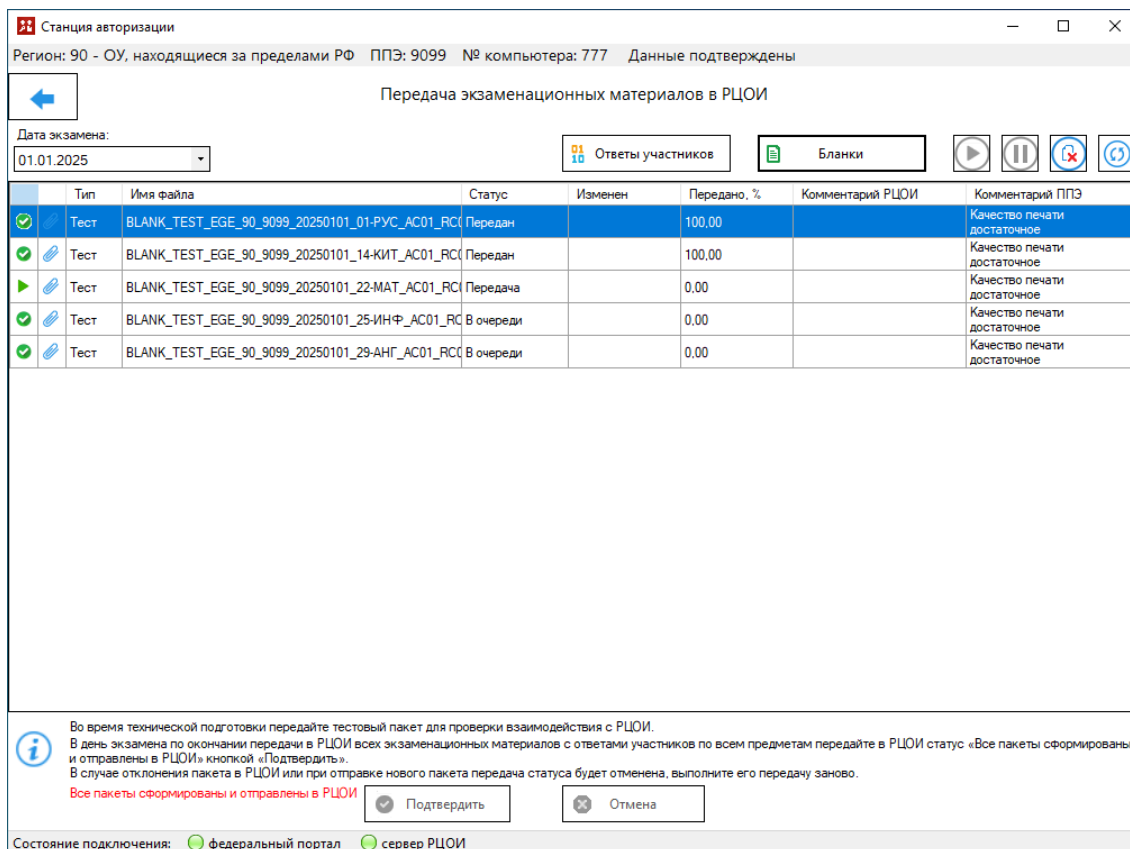 Станция авторизации
Регион: 90 - ОУ, находящиеся за пределами РФ ППЭ: 9099 № компьютера: 777 Данные подтверждены
Передача экзаменационных материалов в РЦОИ
Дата экзамена:
01.01.2025 Ответы участников Бланки
Тип Имя файла Статус Изменен Передано, % Комментарий РЦОИ Комментарий ППЭ
Тест BLANK_TEST_EGE_90_9099_20250101_01-РУС_AC01_RC0 Передан 100,00 Качество печати
достаточное
Тест BLANK_TEST_EGE_90_9099_20250101_14-КИТ_AC01_RC0 Передан 100,00 Качество печати
достаточное
Тест BLANK_TEST_EGE_90_9099_20250101_22-МАТ_AC01_RC0 Передача 0,00 Качество печати
достаточное
Тест BLANK_TEST_EGE_90_9099_20250101_25-ИНФ_AC01_RC В очереди 0,00 Качество печати
достаточное
Тест BLANK_TEST_EGE_90_9099_20250101_29-АНГ_AC01_RC0 В очереди 0,00 Качество печати
достаточное
Во время технической подготовки передайте тестовый пакет для проверки взаимодействия с РЦОИ.
В день экзамена по окончании передачи в РЦОИ всех экзаменационных материалов с ответами участников по всем предметам передайте в РЦОИ статус «Все пакеты сформированы
и отправлены в РЦОИ» кнопкой «Подтвердить».
В случае отклонения пакета в РЦОИ или при отправке нового пакета передача статуса будет отменена, выполните его передачу заново.
Все пакеты сформированы и отправлены в РЦОИ Подтвердить Отмена
Состояние подключения: федеральный портал сервер РЦОИ